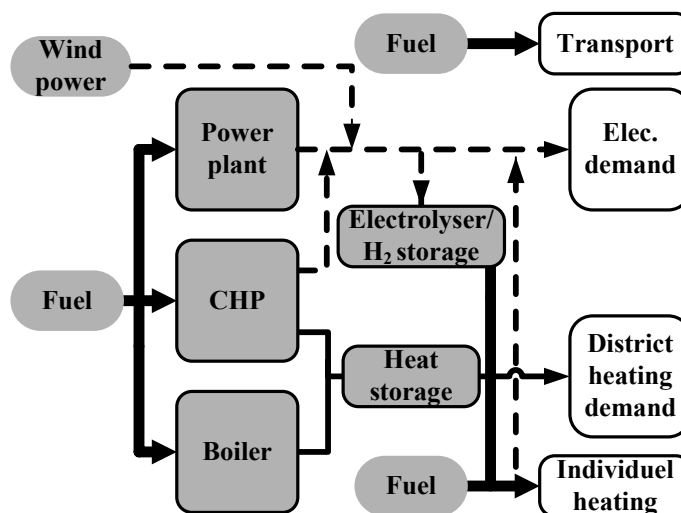 Wind
power
Fuel
Transport
Power
plant
Elec.
demand
Electrolyser/
H₂ storage
Fuel
CHP
Heat
storage
District
heating
demand
Boiler
Fuel
Individuel
heating